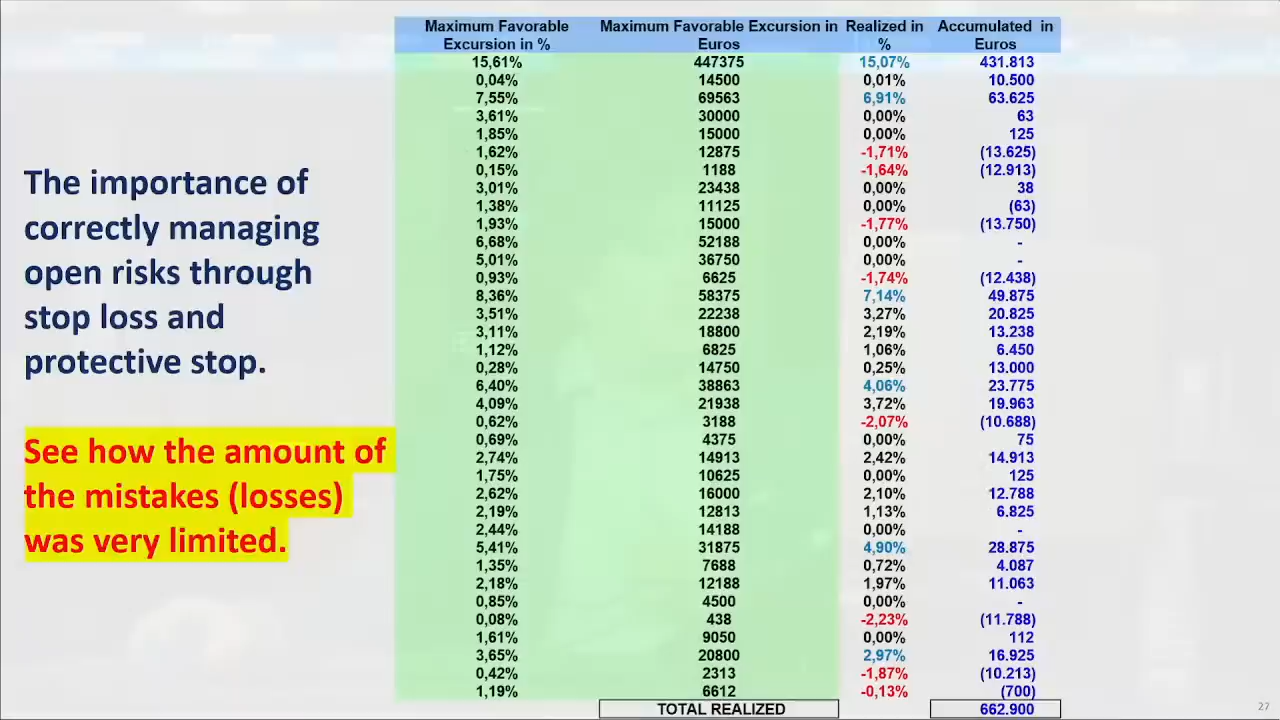 The importance of
correctly managing
open risks through
stop loss and
protective stop.
See how the amount of
the mistakes (losses)
was very limited.
Maximum Favorable Excursion in % Maximum Favorable Excursion in Euros Realized in % Accumulated in Euros
15,61% 447375 15,07% 431.813
0,04% 14500 0,01% 10.500
7,55% 69563 6,91% 63.625
3,61% 30000 0,00% 63
1,85% 15000 0,00% 125
1,62% 12875 -1,71% (13.625)
0,15% 1188 -1,64% (12.913)
3,01% 23438 0,00% 38
1,38% 11125 0,00% (63)
1,93% 15000 -1,77% (13.750)
6,68% 52188 0,00% -
5,01% 36750 0,00% -
0,93% 6625 -1,74% (12.438)
8,36% 58375 7,14% 49.875
3,51% 22238 3,27% 20.825
3,11% 18800 2,19% 13.238
1,12% 6825 1,06% 6.450
0,28% 14750 0,25% 13.000
6,40% 38863 4,06% 23.775
4,09% 21938 3,72% 19.963
0,62% 3188 -2,07% (10.688)
0,69% 4375 0,00% 75
2,74% 14913 2,42% 14.913
1,75% 10625 0,00% 125
2,62% 16000 2,10% 12.788
2,19% 12813 1,13% 6.825
2,44% 14188 0,00% -
5,41% 31875 4,90% 28.875
1,35% 7688 0,72% 4.087
2,18% 12188 1,97% 11.063
0,85% 4500 0,00% -
0,08% 438 -2,23% (11.788)
1,61% 9050 0,00% 112
3,65% 20800 2,97% 16.925
0,42% 2313 -1,87% (10.213)
1,19% 6612 -0,13% (700)
TOTAL REALIZED 662.900
27